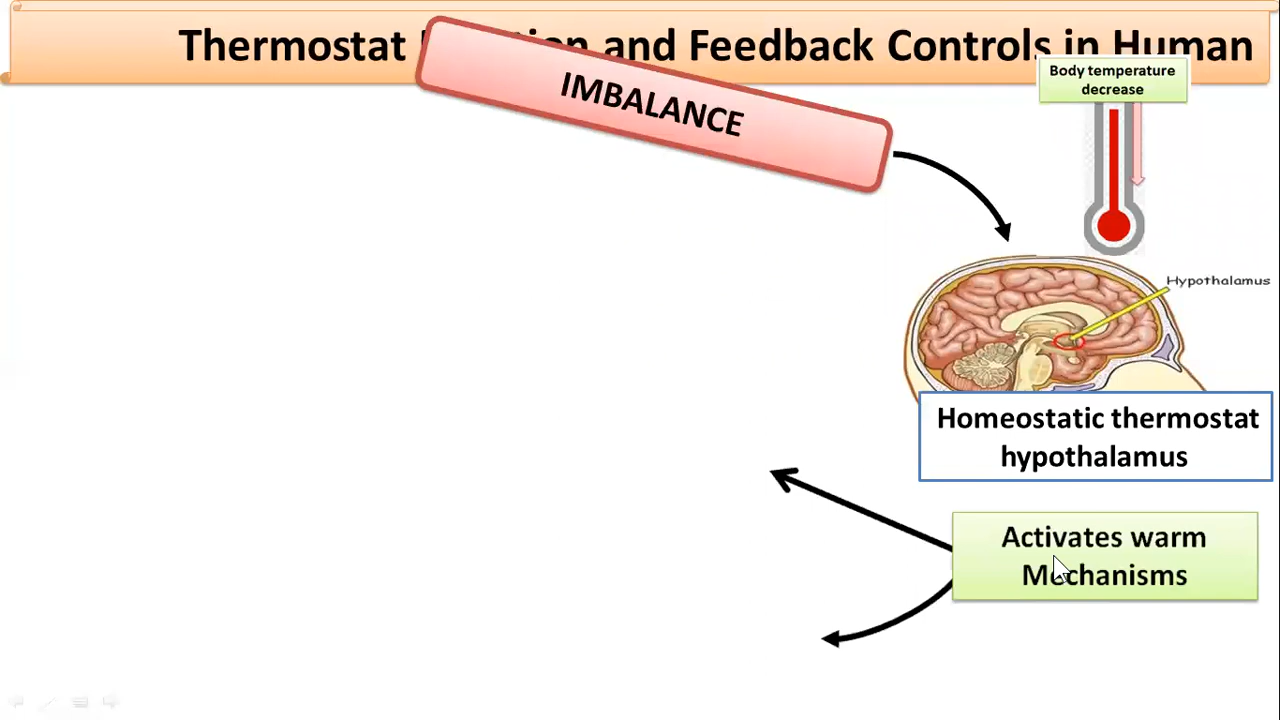 Thermostat and Feedback Controls in Human
IMBALANCE
Body temperature
decrease
Hypothalamus
Homeostatic thermostat
hypothalamus
Activates warm
Mechanisms